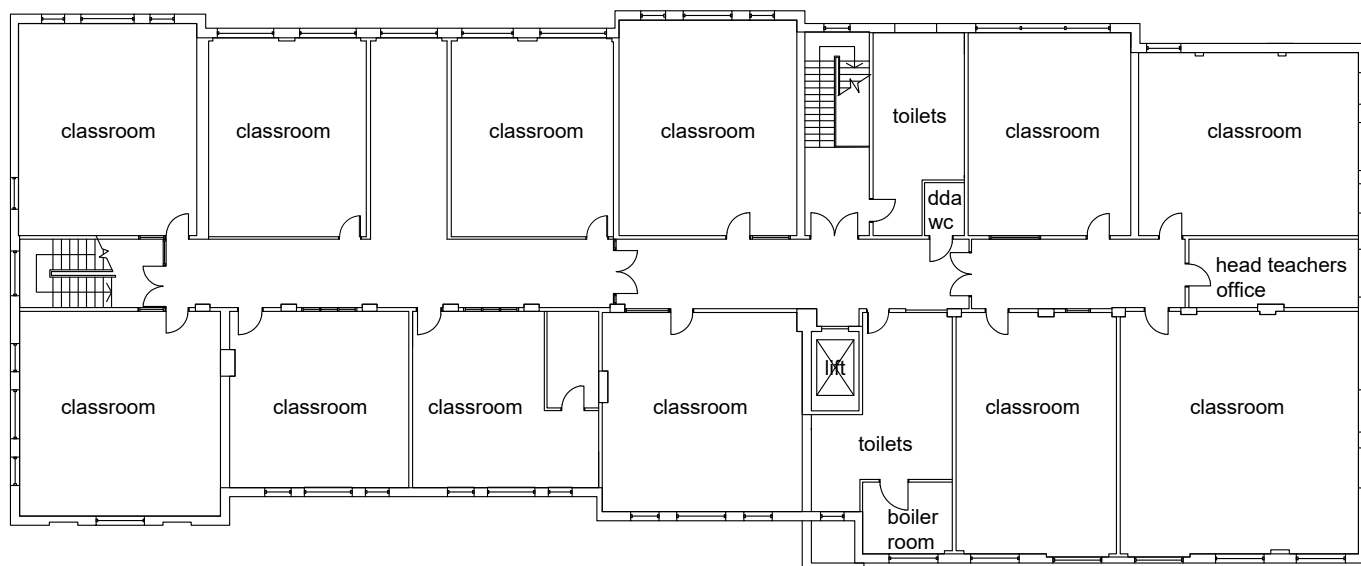 classroom
classroom
classroom
classroom
toilets
classroom
classroom
dda
wc
head teachers
office
lift
classroom
classroom
classroom
classroom
toilets
classroom
classroom
boiler
room